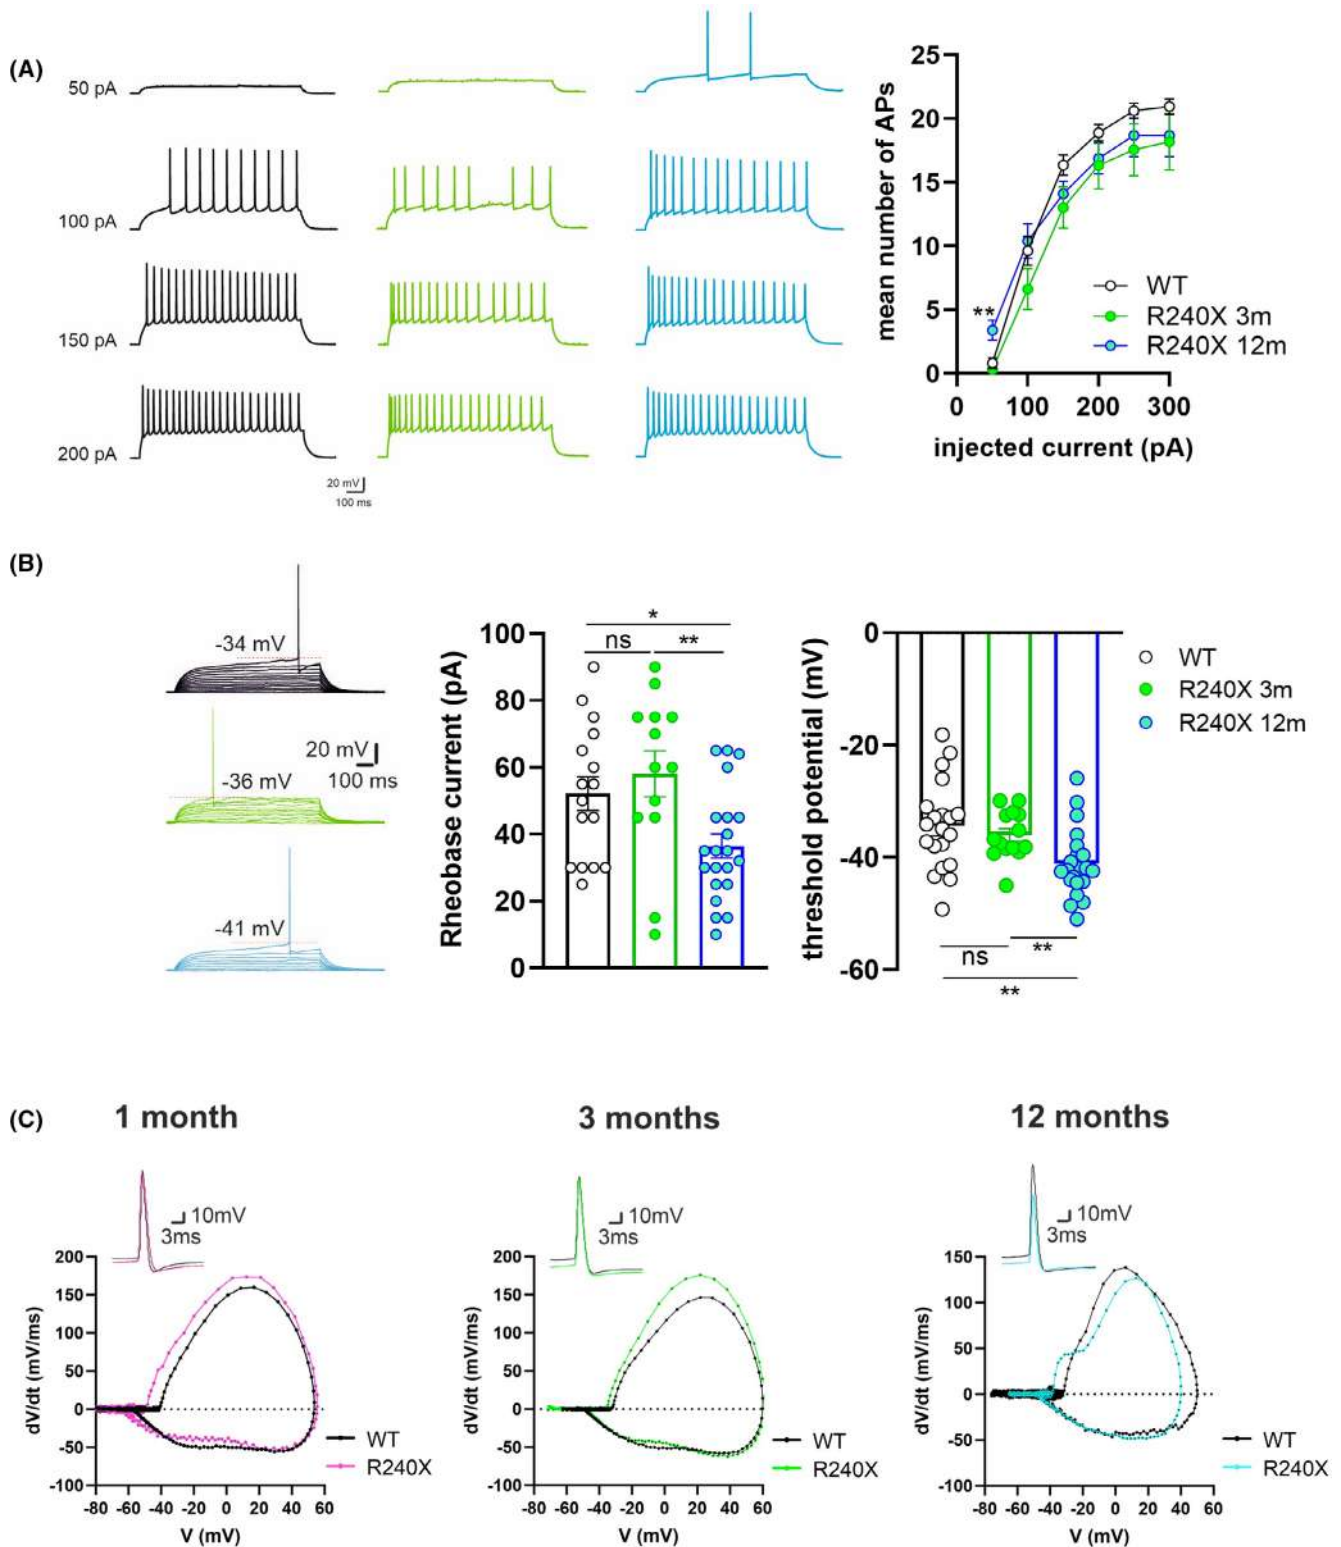 (A)
50 pA
100 pA
150 pA
200 pA
20 mV
100 ms
mean number of APs
25
20
15
10
5
0
**
WT
R240X 3m
R240X 12m
0 100 200 300
injected current (pA)
(B)
-34 mV
-36 mV
-41 mV
20 mV
100 ms
Rheobase current (pA)
100
80
60
40
20
0
*
ns **
threshold potential (mV)
0
-20
-40
-60
ns **
**
WT
R240X 3m
R240X 12m
(C)
1 month
10mV
3ms
dV/dt (mV/ms)
200
150
100
50
0
-50
-100
-80 -60 -40 -20 0 20 40 60
V (mV)
WT
R240X
3 months
10mV
3ms
dV/dt (mV/ms)
200
150
100
50
0
-50
-100
-80 -60 -40 -20 0 20 40 60
V (mV)
WT
R240X
12 months
10mV
3ms
dV/dt (mV/ms)
150
100
50
0
-50
-100
-80 -60 -40 -20 0 20 40 60
V (mV)
WT
R240X